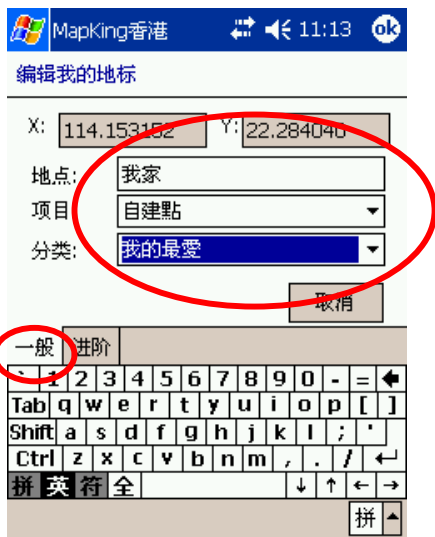 MapKing香港 11:13 ok
编辑我的地标
X: 114.153152 Y: 22.284040
地点: 我家
项目 自建點
分类: 我的最愛
取消
一般 进阶
` 1 2 3 4 5 6 7 8 9 0 - =
Tab q w e r t y u i o p [ ]
Shift a s d f g h j k l ; '
Ctrl z x c v b n m , . /
拼 英 符 全
拼